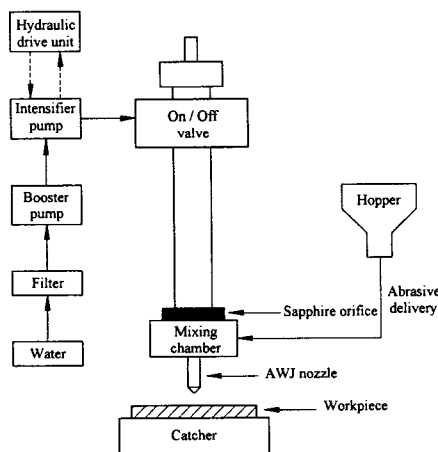 Hydraulic
drive unit
Intensifier
pump
On / Off
valve
Booster
pump
Hopper
Filter
Abrasive
delivery
Sapphire orifice
Mixing
chamber
Water
AWJ nozzle
Workpiece
Catcher